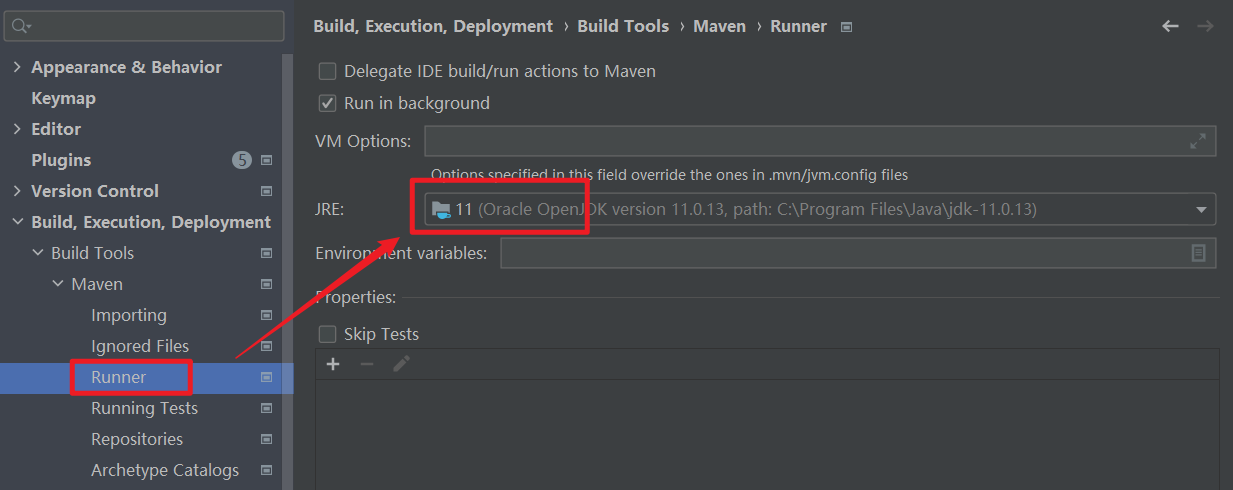 Appearance & Behavior
Keymap
Editor
Plugins 5
Version Control
Build, Execution, Deployment
Build Tools
Maven
Importing
Ignored Files
Runner
Running Tests
Repositories
Archetype Catalogs
Build, Execution, Deployment › Build Tools › Maven › Runner
Delegate IDE build/run actions to Maven
Run in background
VM Options:
Options specified in this field override the ones in .mvn/jvm.config files
JRE: 11 (Oracle OpenJDK version 11.0.13, path: C:\Program Files\Java\jdk-11.0.13)
Environment variables:
Properties:
Skip Tests